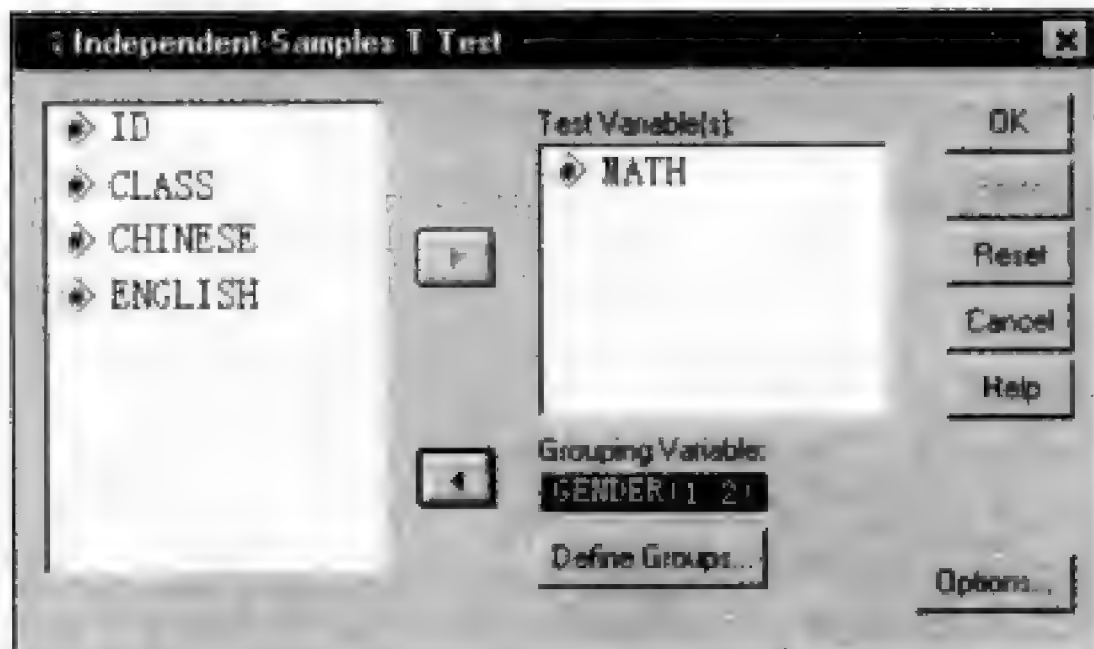 Independent-Samples T Test
ID
CLASS
CHINESE
ENGLISH
Test Variable(s):
MATH
Grouping Variable:
GENDER(1 2)
Define Groups...
OK
Reset
Cancel
Help
Options...